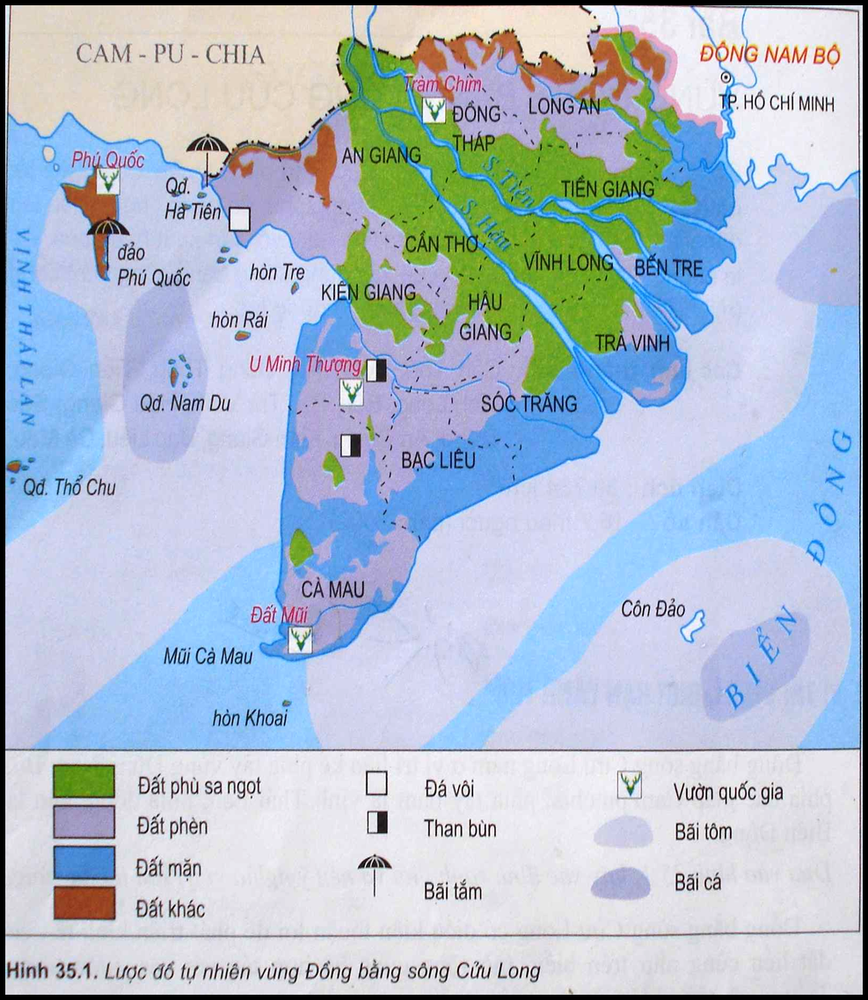 CAM - PU - CHIA
ĐÔNG NAM BỘ
TP. HỒ CHÍ MINH
Tràm Chim
ĐỒNG
THÁP
LONG AN
Phú Quốc
AN GIANG
Qđ.
Hà Tiên
S. Tiền
TIỀN GIANG
S. Hậu
CẦN THƠ
VĨNH LONG
BẾN TRE
VỊNH THÁI LAN
đảo
Phú Quốc
hòn Tre
KIÊN GIANG
HẬU
GIANG
hòn Rái
TRÀ VINH
U Minh Thượng
Qđ. Nam Du
SÓC TRĂNG
BẠC LIÊU
Qđ. Thổ Chu
BIỂN ĐÔNG
CÀ MAU
Đất Mũi
Côn Đảo
Mũi Cà Mau
hòn Khoai
Đất phù sa ngọt
Đất phèn
Đất mặn
Đất khác
Đá vôi
Than bùn
Bãi tắm
Vườn quốc gia
Bãi tôm
Bãi cá
Hình 35.1. Lược đồ tự nhiên vùng Đồng bằng sông Cửu Long